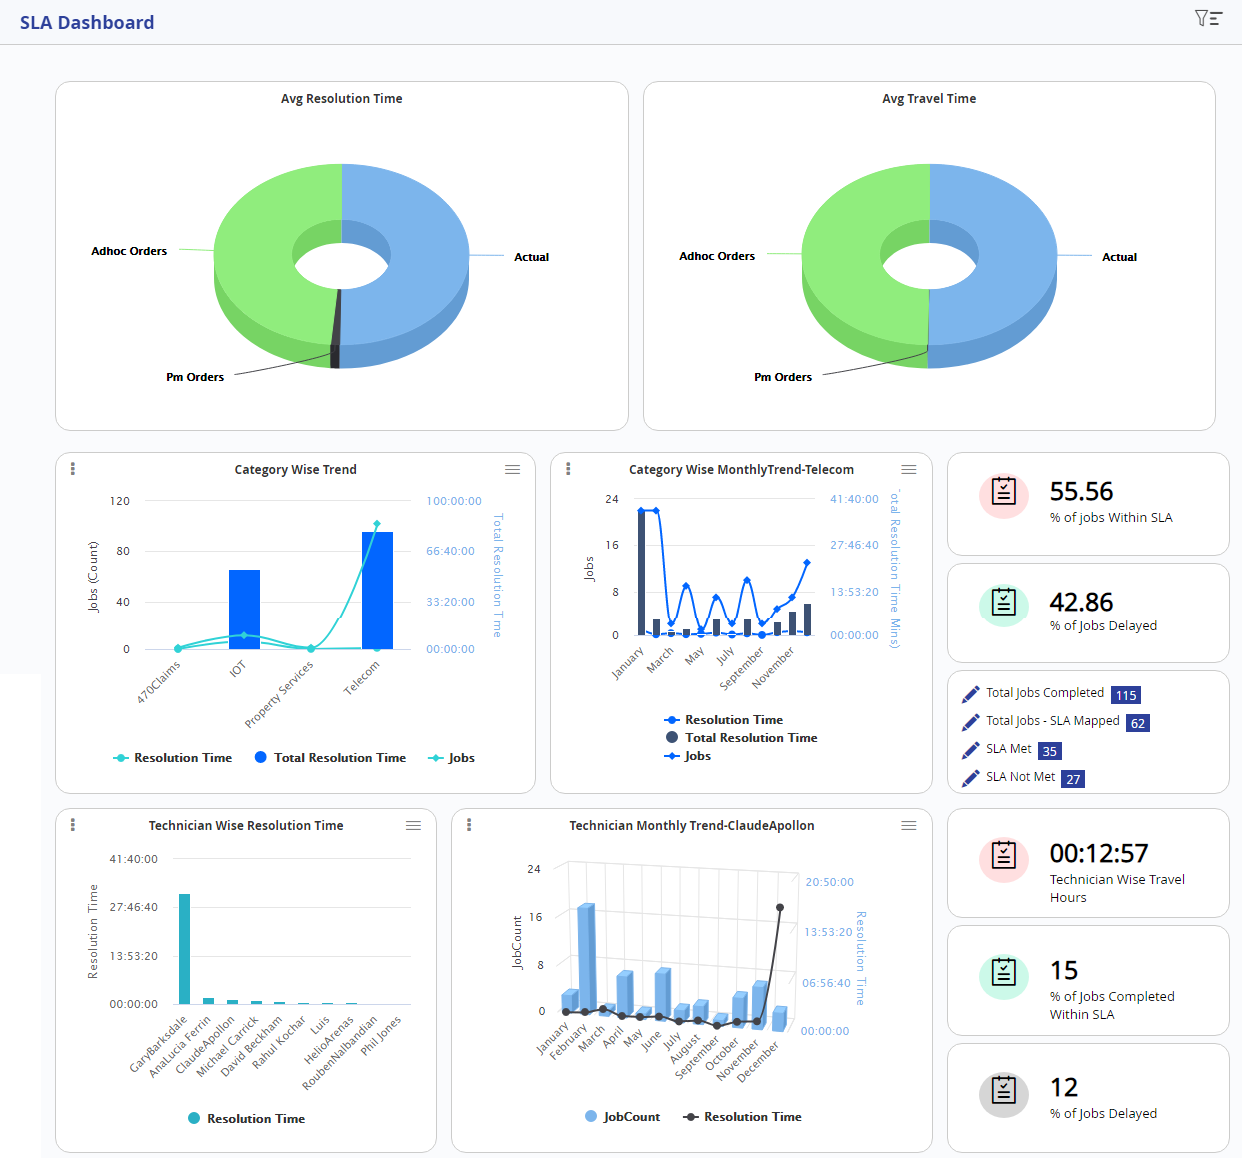 SLA Dashboard
Avg Resolution Time
Adhoc Orders
Actual
Pm Orders
Avg Travel Time
Adhoc Orders
Actual
Pm Orders
Category Wise Trend
120
80
40
0
Jobs (Count)
100:00:00
66:40:00
33:20:00
00:00:00
Total Resolution Time
470Claims
IOT
Property Services
Telecom
Resolution Time
Total Resolution Time
Jobs
Category Wise MonthlyTrend-Telecom
24
16
8
0
Jobs
41:40:00
27:46:40
13:53:20
00:00:00
Total Resolution Time Mins)
January
March
May
July
September
November
Resolution Time
Total Resolution Time
Jobs
55.56
% of jobs Within SLA
42.86
% of Jobs Delayed
Total Jobs Completed 115
Total Jobs - SLA Mapped 62
SLA Met 35
SLA Not Met 27
Technician Wise Resolution Time
41:40:00
27:46:40
13:53:20
00:00:00
Resolution Time
GaryBarksdale
AnaLucia Ferrin
ClaudeApollon
Michael Carrick
David Beckham
Rahul Kochar
Luis
HelioArenas
RoubenNalbandian
Phil Jones
Resolution Time
Technician Monthly Trend-ClaudeApollon
24
16
8
0
JobCount
20:50:00
13:53:20
06:56:40
00:00:00
Resolution Time
January
February
March
April
May
June
July
August
September
October
November
December
JobCount
Resolution Time
00:12:57
Technician Wise Travel
Hours
15
% of Jobs Completed
Within SLA
12
% of Jobs Delayed